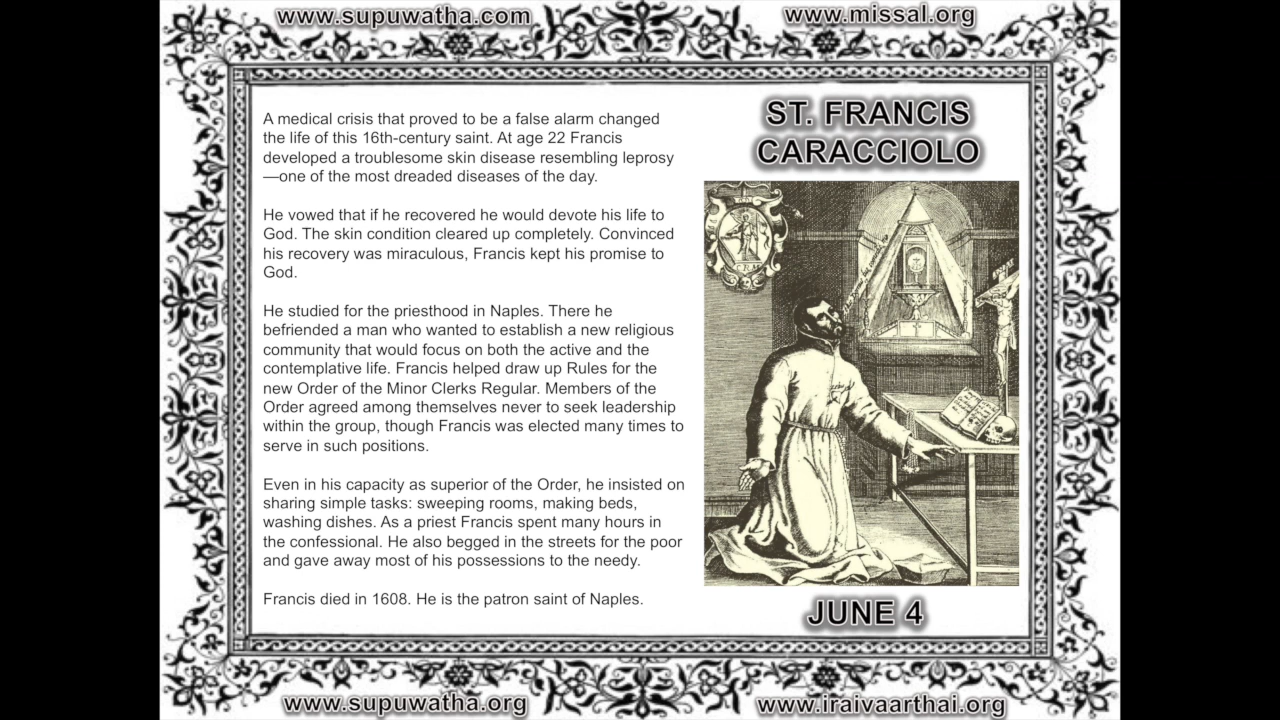 www.supuwatha.com
www.missal.org
A medical crisis that proved to be a false alarm changed
the life of this 16th-century saint. At age 22 Francis
developed a troublesome skin disease resembling leprosy
—one of the most dreaded diseases of the day.
He vowed that if he recovered he would devote his life to
God. The skin condition cleared up completely. Convinced
his recovery was miraculous, Francis kept his promise to
God.
He studied for the priesthood in Naples. There he
befriended a man who wanted to establish a new religious
community that would focus on both the active and the
contemplative life. Francis helped draw up Rules for the
new Order of the Minor Clerks Regular. Members of the
Order agreed among themselves never to seek leadership
within the group, though Francis was elected many times to
serve in such positions.
Even in his capacity as superior of the Order, he insisted on
sharing simple tasks: sweeping rooms, making beds,
washing dishes. As a priest Francis spent many hours in
the confessional. He also begged in the streets for the poor
and gave away most of his possessions to the needy.
Francis died in 1608. He is the patron saint of Naples.
ST. FRANCIS
CARACCIOLO
JUNE 4
www.supuwatha.org
www.iraivaarthai.org